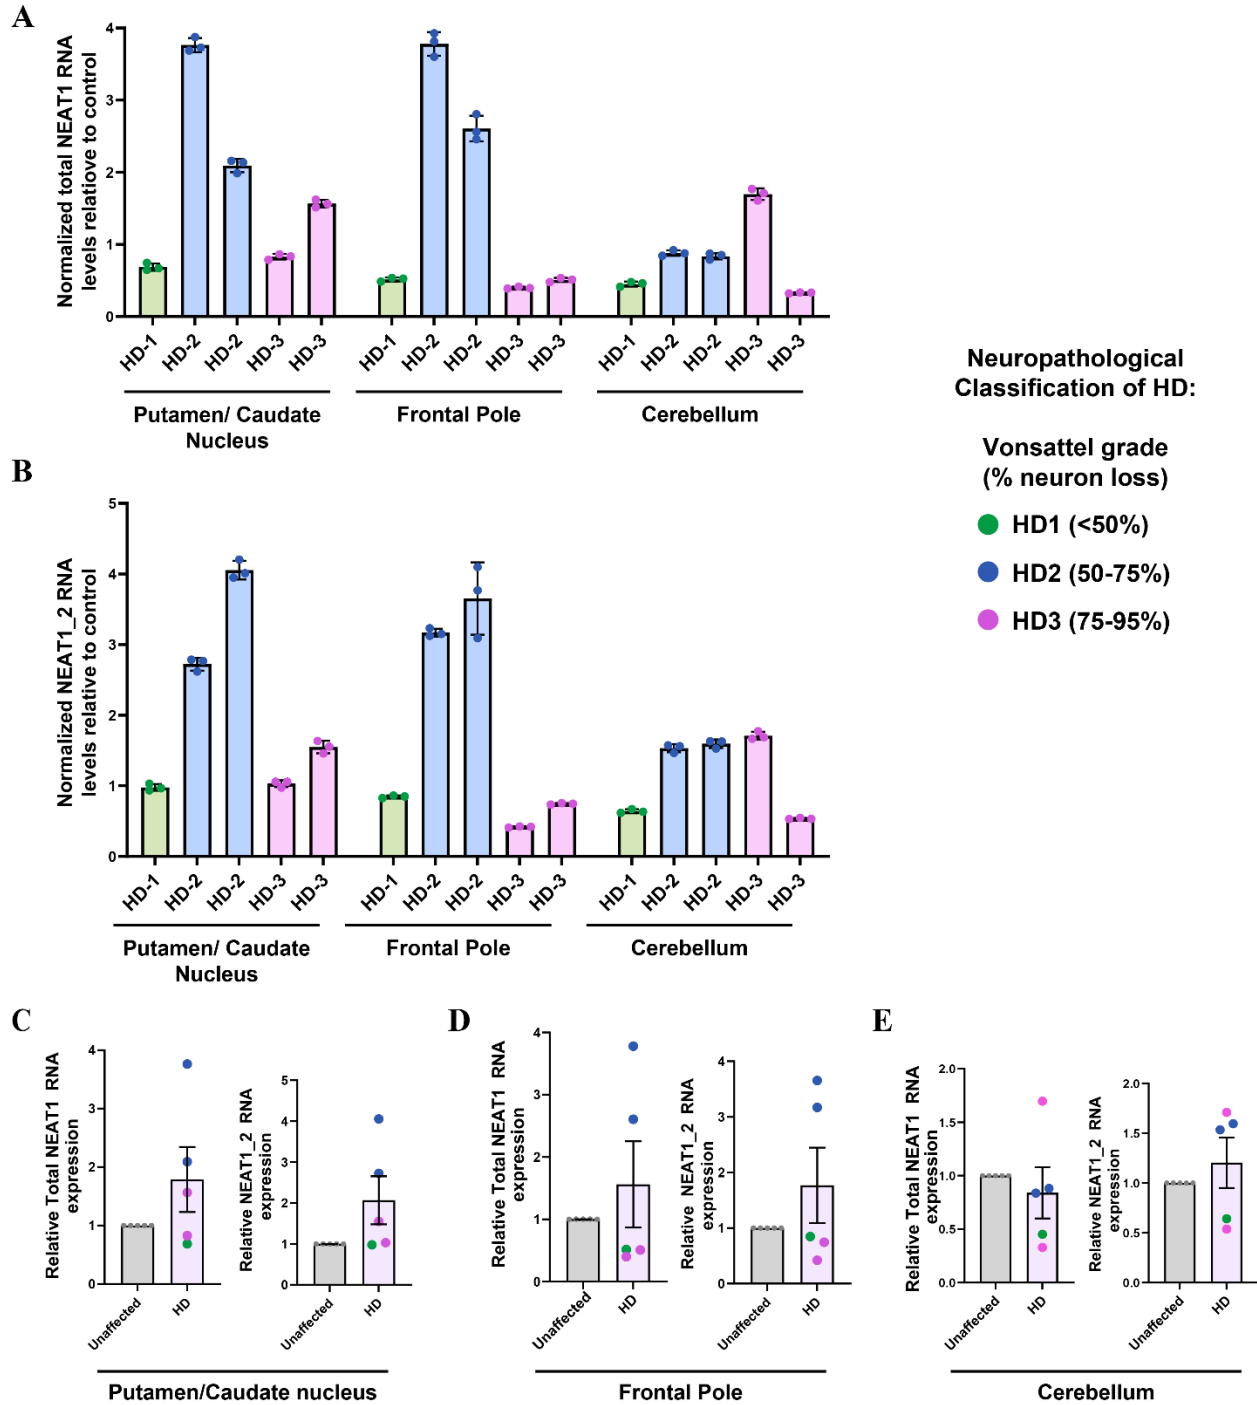 A
Normalized total NEAT1 RNA
levels relatiove to control
4
3
2
1
0
HD-1
HD-2
HD-2
HD-3
HD-3
HD-1
HD-2
HD-2
HD-3
HD-3
HD-1
HD-2
HD-2
HD-3
HD-3
Putamen/ Caudate
Nucleus
Frontal Pole
Cerebellum
Neuropathological
Classification of HD:
Vonsattel grade
(% neuron loss)
HD1 (<50%)
HD2 (50-75%)
HD3 (75-95%)
B
Normalized NEAT1_2 RNA
levels relative to control
5
4
3
2
1
0
HD-1
HD-2
HD-2
HD-3
HD-3
HD-1
HD-2
HD-2
HD-3
HD-3
HD-1
HD-2
HD-2
HD-3
HD-3
Putamen/ Caudate
Nucleus
Frontal Pole
Cerebellum
C
Relative Total NEAT1 RNA
expression
4
3
2
1
0
Unaffected
HD
Relative NEAT1_2 RNA
expression
5
4
3
2
1
0
Unaffected
HD
Putamen/Caudate nucleus
D
Relative Total NEAT1 RNA
expression
4
3
2
1
0
Unaffected
HD
Relative NEAT1_2 RNA
expression
4
3
2
1
0
Unaffected
HD
Frontal Pole
E
Relative Total NEAT1 RNA
expression
2.0
1.5
1.0
0.5
0.0
Unaffected
HD
Relative NEAT1_2 RNA
expression
2.0
1.5
1.0
0.5
0.0
Unaffected
HD
Cerebellum